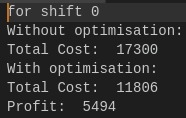 for shift 0
Without optimisation:
Total Cost:  17300
With optimisation:
Total Cost:  11806
Profit:  5494